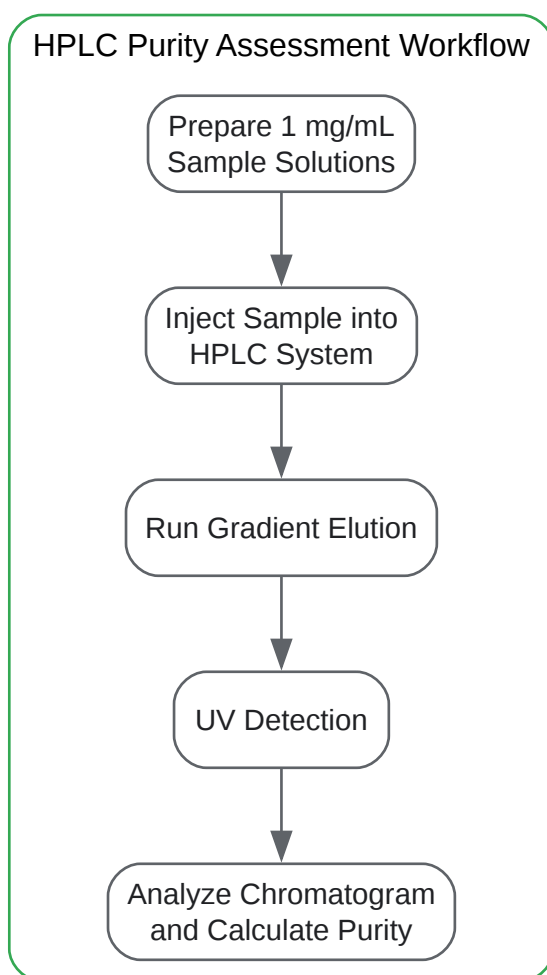 HPLC Purity Assessment Workflow
Prepare 1 mg/mL
Sample Solutions
Inject Sample into
HPLC System
Run Gradient Elution
UV Detection
Analyze Chromatogram
and Calculate Purity